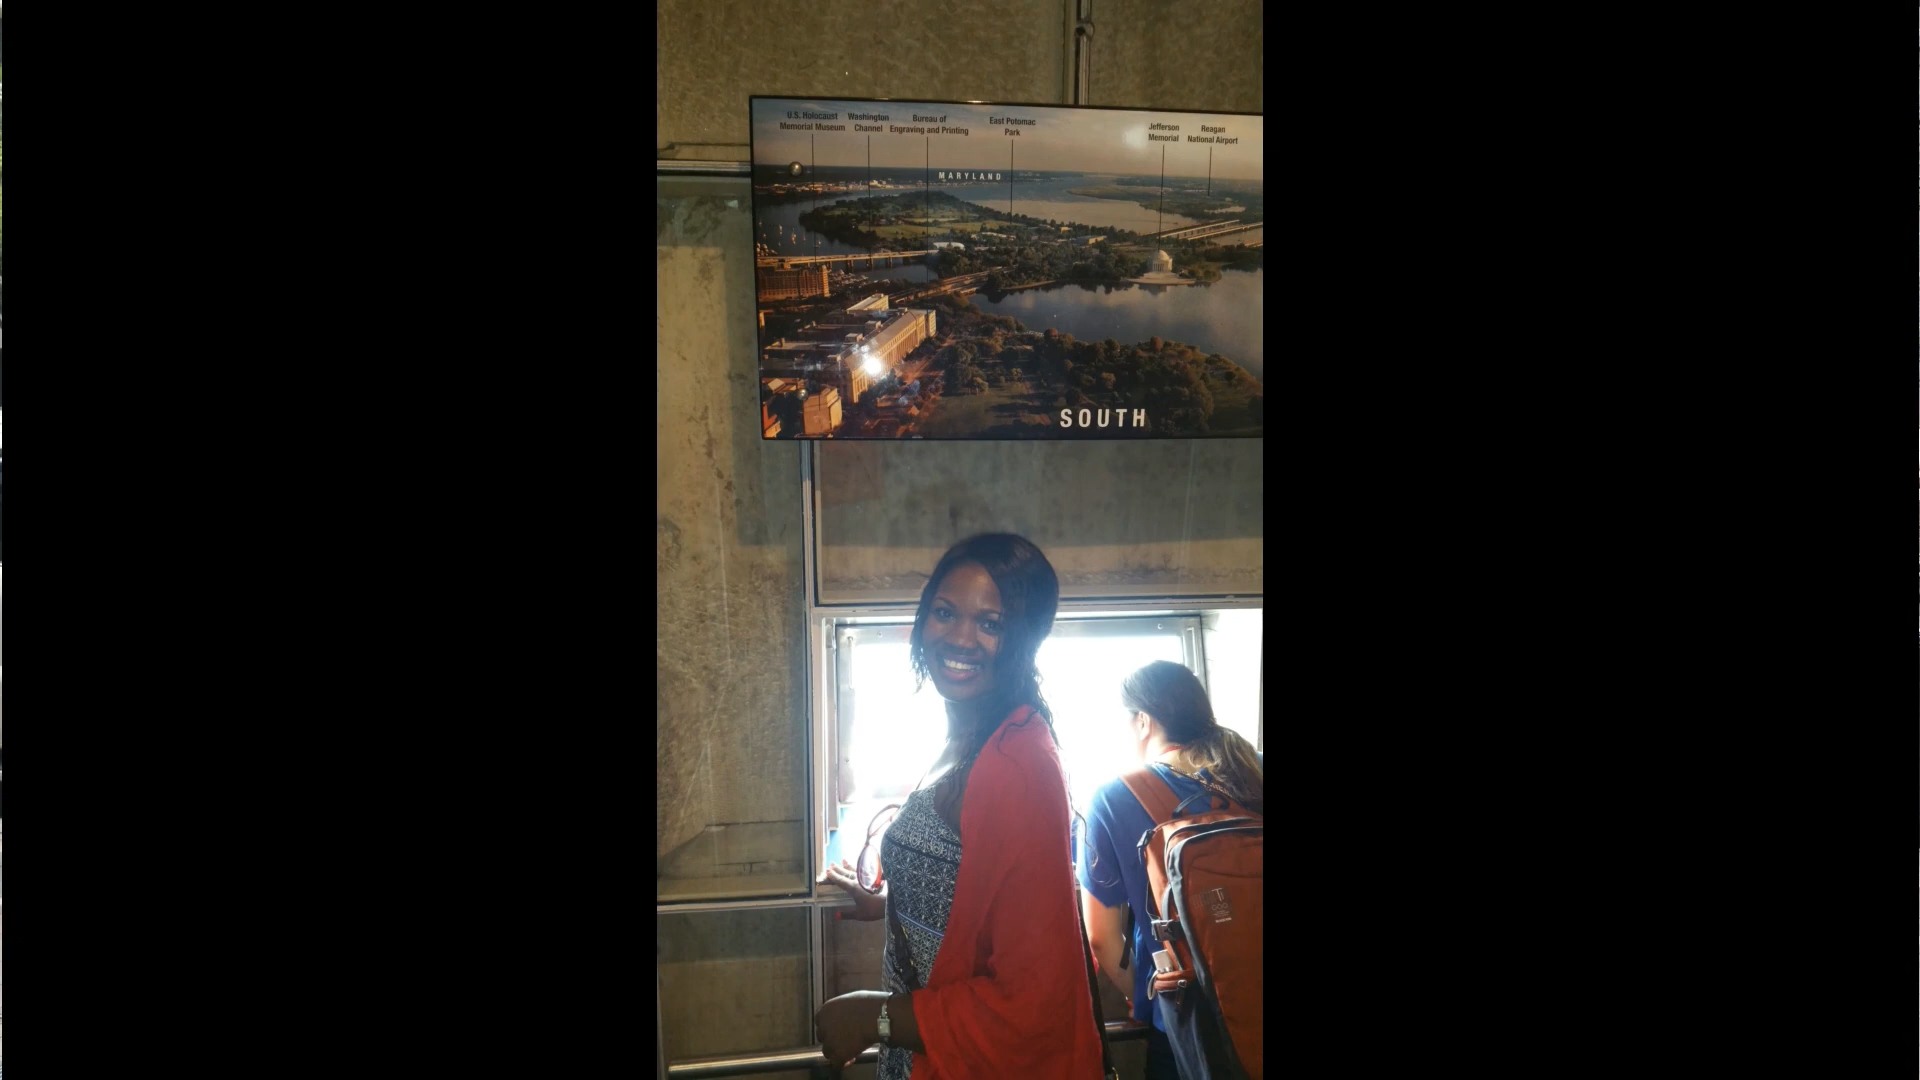 U.S. Holocaust
Memorial Museum
Washington
Channel
Bureau of
Engraving and Printing
East Potomac
Park
Jefferson
Memorial
Reagan
National Airport
MARYLAND
SOUTH